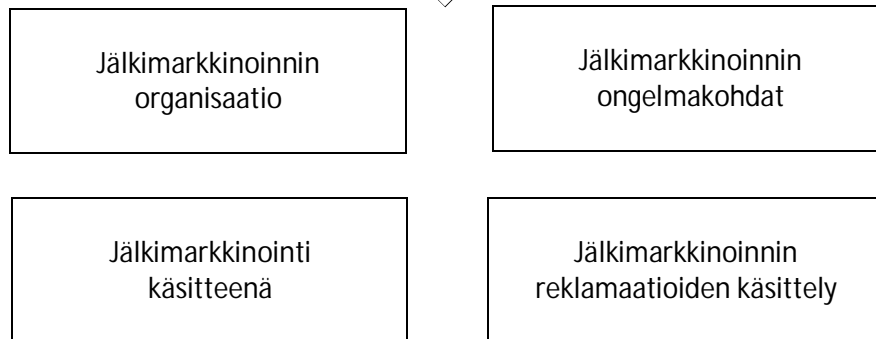 Jälkimarkkinoinnin
organisaatio
Jälkimarkkinoinnin
ongelmakohdat
Jälkimarkkinointi
käsitteenä
Jälkimarkkinoinnin
reklamaatioiden käsittely